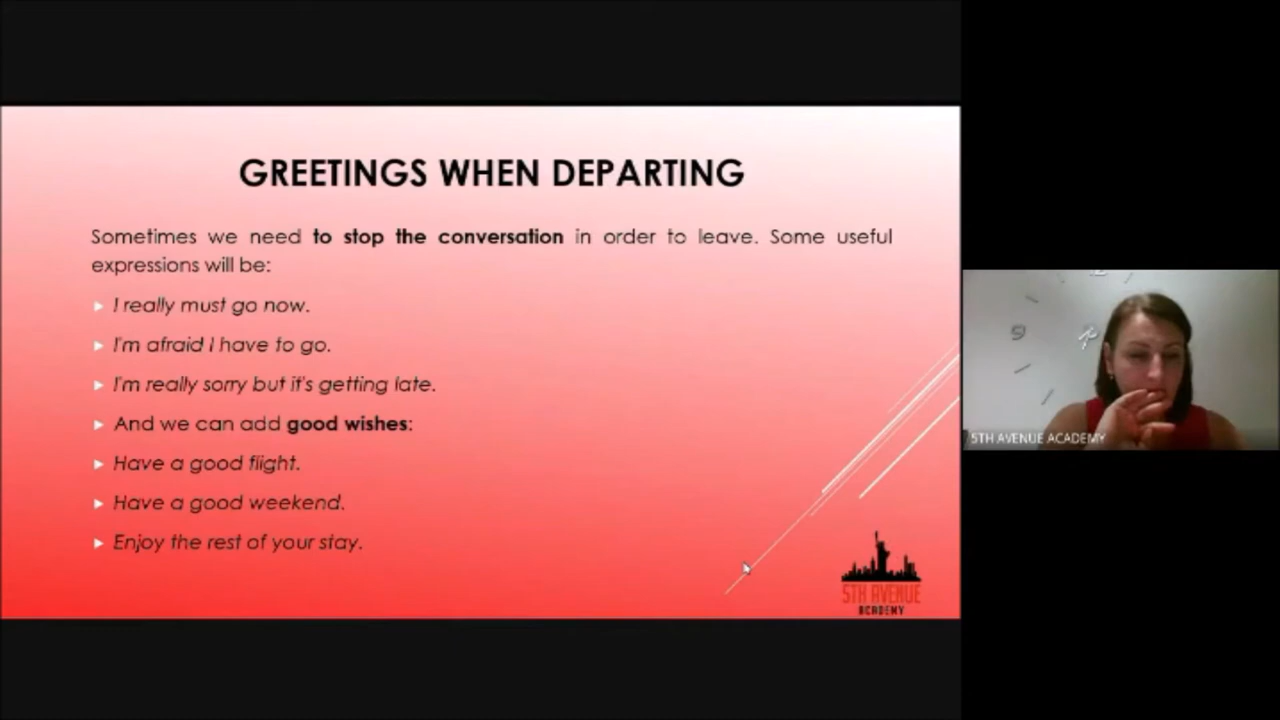 GREETINGS WHEN DEPARTING
Sometimes we need to stop the conversation in order to leave. Some useful
expressions will be:
I really must go now.
I'm afraid I have to go.
I'm really sorry but it's getting late.
And we can add good wishes:
Have a good flight.
Have a good weekend.
Enjoy the rest of your stay.
5TH AVENUE
ACADEMY
5TH AVENUE ACADEMY